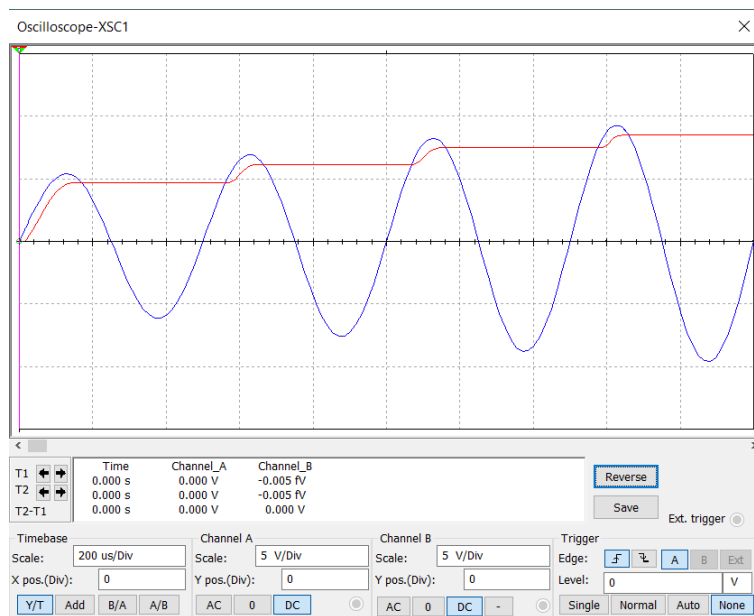 Oscilloscope-XSC1
Time Channel_A Channel_B
T1 0.000 s 0.000 V -0.005 fV
T2 0.000 s 0.000 V -0.005 fV
T2-T1 0.000 s 0.000 V 0.000 V
Reverse
Save
Ext. trigger
Timebase
Scale: 200 us/Div
X pos.(Div): 0
Y/T Add B/A A/B
Channel A
Scale: 5 V/Div
Y pos.(Div): 0
AC 0 DC
Channel B
Scale: 5 V/Div
Y pos.(Div): 0
AC 0 DC -
Trigger
Edge: A B Ext
Level: 0 V
Single Normal Auto None